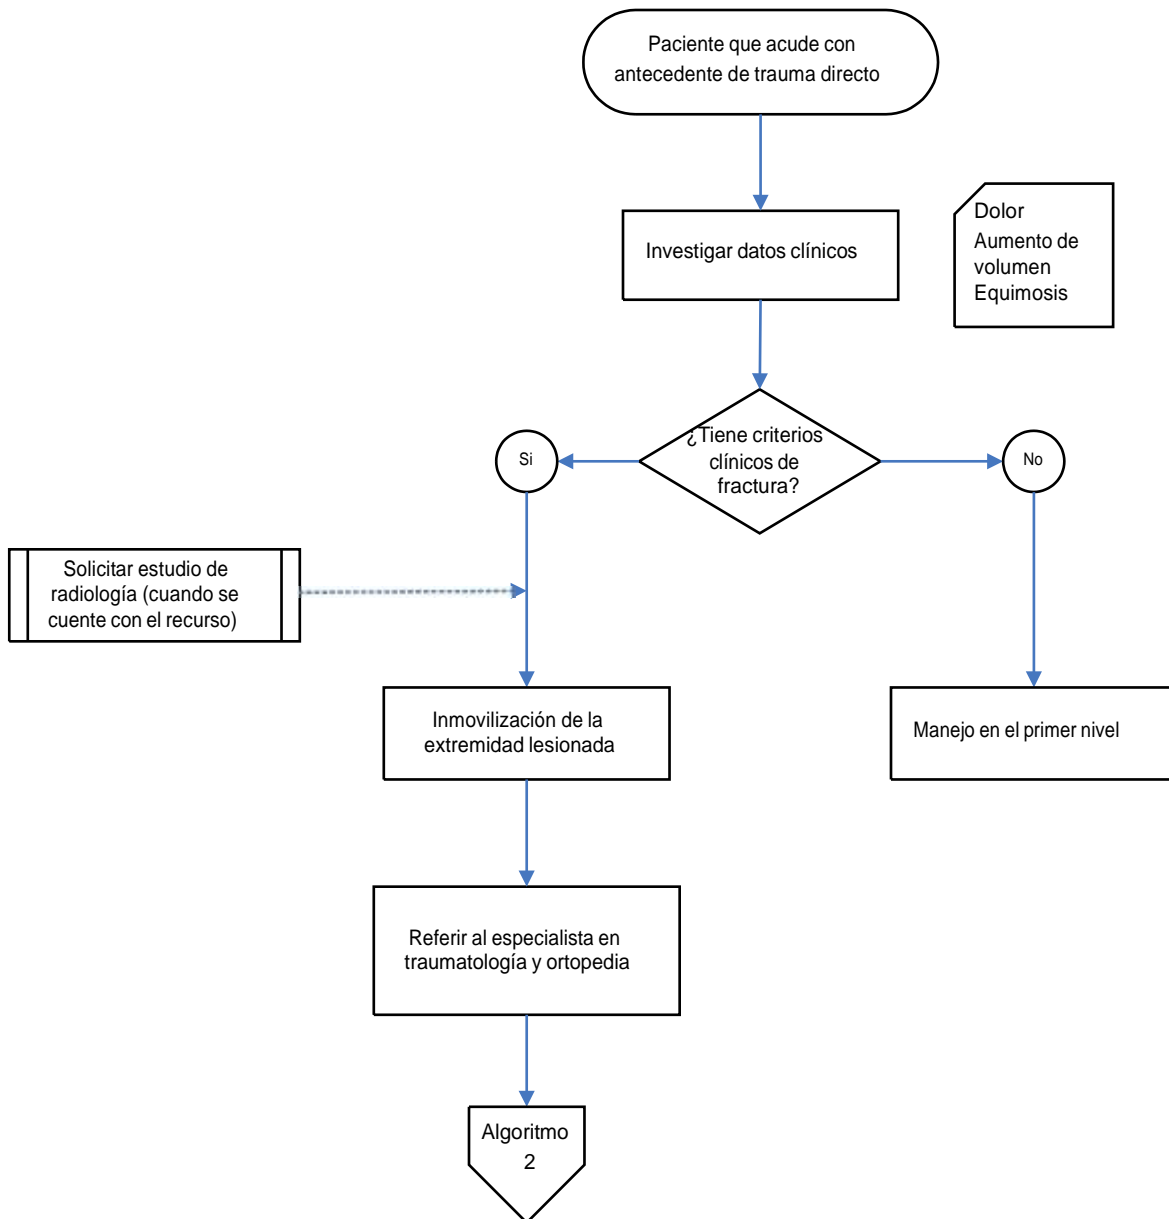 Paciente que acude con
antecedente de trauma directo
Investigar datos clínicos
Dolor
Aumento de
volumen
Equimosis
¿Tiene criterios
clínicos de
fractura?
Si
No
Solicitar estudio de
radiología (cuando se
cuente con el recurso)
Inmovilización de la
extremidad lesionada
Manejo en el primer nivel
Referir al especialista en
traumatología y ortopedia
Algoritmo
2